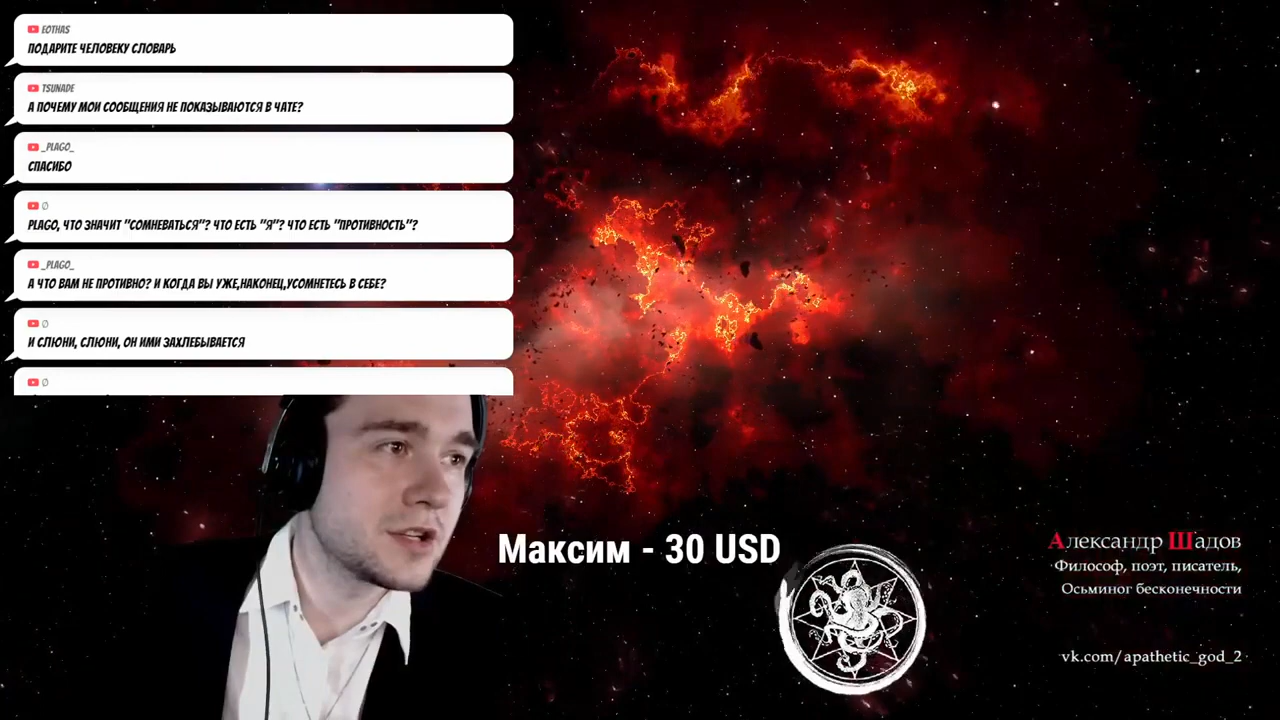 EOTHAS
ПОДАРИТЕ ЧЕЛОВЕКУ СЛОВАРЬ
TSUNADE
А ПОЧЕМУ МОИ СООБЩЕНИЯ НЕ ПОКАЗЫВАЮТСЯ В ЧАТЕ?
_PLAGO_
СПАСИБО
∅
PLAGO, ЧТО ЗНАЧИТ "СОМНЕВАТЬСЯ"? ЧТО ЕСТЬ "Я"? ЧТО ЕСТЬ "ПРОТИВНОСТЬ"?
_PLAGO_
А ЧТО ВАМ НЕ ПРОТИВНО? И КОГДА ВЫ УЖЕ,НАКОНЕЦ,УСОМНЕТЕСЬ В СЕБЕ?
∅
И СЛЮНИ, СЛЮНИ, ОН ИМИ ЗАХЛЕБЫВАЕТСЯ
∅
Максим - 30 USD
Александр Шадов
Философ, поэт, писатель,
Осьминог бесконечности
vk.com/apathetic_god_2